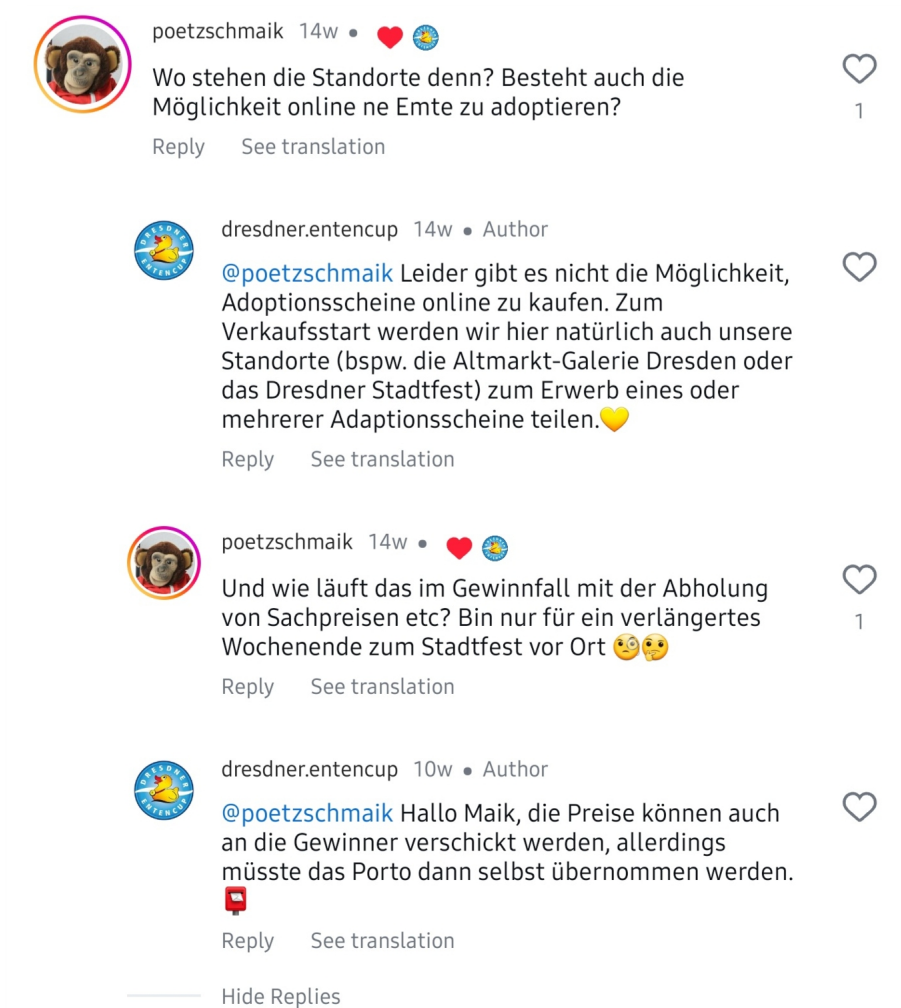 poetzschmaik 14w • ❤️
Wo stehen die Standorte denn? Besteht auch die
Möglichkeit online ne Emte zu adoptieren?
1
Reply See translation
DRESDNER
ENTENCUP
dresdner.entencup 14w • Author
@poetzschmaik Leider gibt es nicht die Möglichkeit,
Adoptionsscheine online zu kaufen. Zum
Verkaufsstart werden wir hier natürlich auch unsere
Standorte (bspw. die Altmarkt-Galerie Dresden oder
das Dresdner Stadtfest) zum Erwerb eines oder
mehrerer Adaptionsscheine teilen.💛
Reply See translation
poetzschmaik 14w • ❤️
Und wie läuft das im Gewinnfall mit der Abholung
von Sachpreisen etc? Bin nur für ein verlängertes
Wochenende zum Stadtfest vor Ort 🧐🤔
1
Reply See translation
DRESDNER
ENTENCUP
dresdner.entencup 10w • Author
@poetzschmaik Hallo Maik, die Preise können auch
an die Gewinner verschickt werden, allerdings
müsste das Porto dann selbst übernommen werden.
📮
Reply See translation
Hide Replies